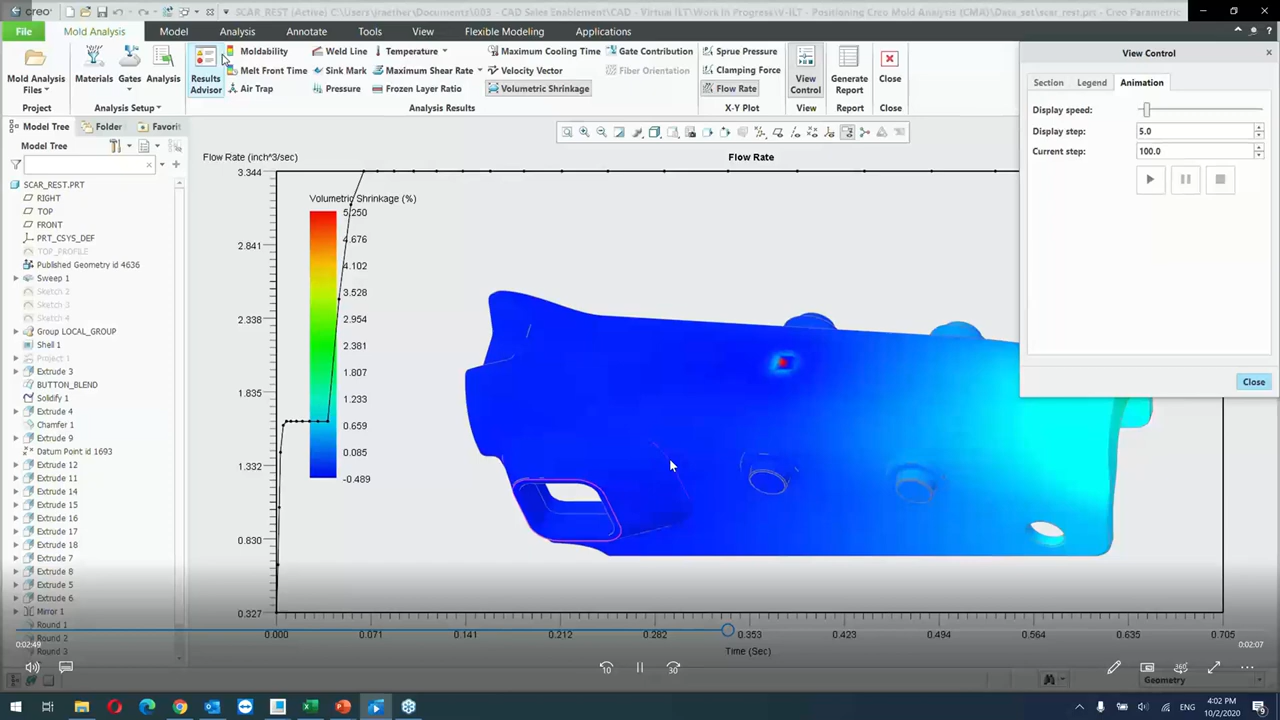 creo
SCAR_REST (Active) C:\Users\jraether\Documents\003 - CAD Sales Enablement\CAD - Virtual ILT\Work in Progress\V-ILT - Positioning Creo Mold Analysis (CMA)\Data_set\scar_rest.prt - Creo Parametric
File
Mold Analysis
Model
Analysis
Annotate
Tools
View
Flexible Modeling
Applications
Mold Analysis
Files
Project
Materials
Gates
Analysis
Analysis Setup
Results
Advisor
Moldability
Melt Front Time
Air Trap
Weld Line
Sink Mark
Pressure
Temperature
Maximum Shear Rate
Frozen Layer Ratio
Maximum Cooling Time
Velocity Vector
Volumetric Shrinkage
Gate Contribution
Fiber Orientation
Analysis Results
Sprue Pressure
Clamping Force
Flow Rate
X-Y Plot
View
Control
View
Generate
Report
Report
Close
Close
View Control
Section
Legend
Animation
Display speed:
Display step:
5.0
Current step:
100.0
Close
Model Tree
Folder
Favorit
Model Tree
SCAR_REST.PRT
RIGHT
TOP
FRONT
PRT_CSYS_DEF
TOP_PROFILE
Published Geometry id 4636
Sweep 1
Sketch 2
Sketch 3
Sketch 4
Group LOCAL_GROUP
Shell 1
Project 1
Extrude 3
BUTTON_BLEND
Solidify 1
Extrude 4
Chamfer 1
Extrude 9
Datum Point id 1693
Extrude 12
Extrude 11
Extrude 14
Extrude 15
Extrude 16
Extrude 17
Extrude 18
Extrude 7
Extrude 8
Extrude 5
Extrude 6
Mirror 1
Round 1
Round 2
Round 3
Flow Rate (inch^3/sec)
Flow Rate
3.344
2.841
2.338
1.835
1.332
0.830
0.327
Volumetric Shrinkage (%)
5.250
4.676
4.102
3.528
2.954
2.381
1.807
1.233
0.659
0.085
-0.489
0.000
0.071
0.141
0.212
0.282
0.353
0.423
0.494
0.564
0.635
0.705
Time (Sec)
0:02:49
0:02:07
10
30
Geometry
ENG
4:02 PM
10/2/2020